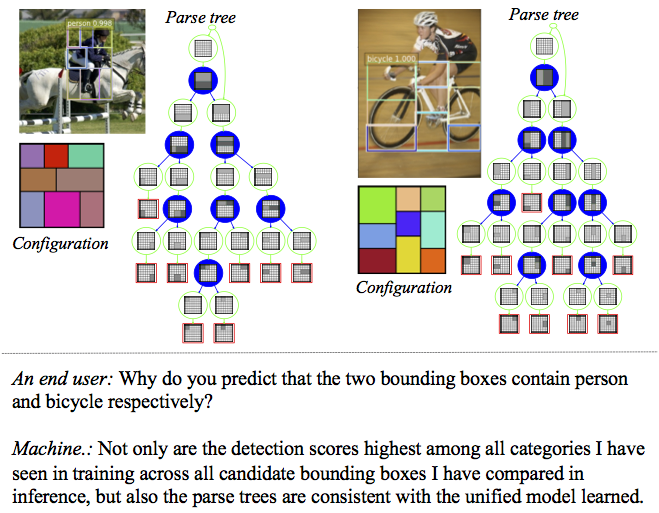 Parse tree
Parse tree
person 0.998
bicycle 1.000
Configuration
Configuration
An end user: Why do you predict that the two bounding boxes contain person
and bicycle respectively?
Machine.: Not only are the detection scores highest among all categories I have
seen in training across all candidate bounding boxes I have compared in
inference, but also the parse trees are consistent with the unified model learned.